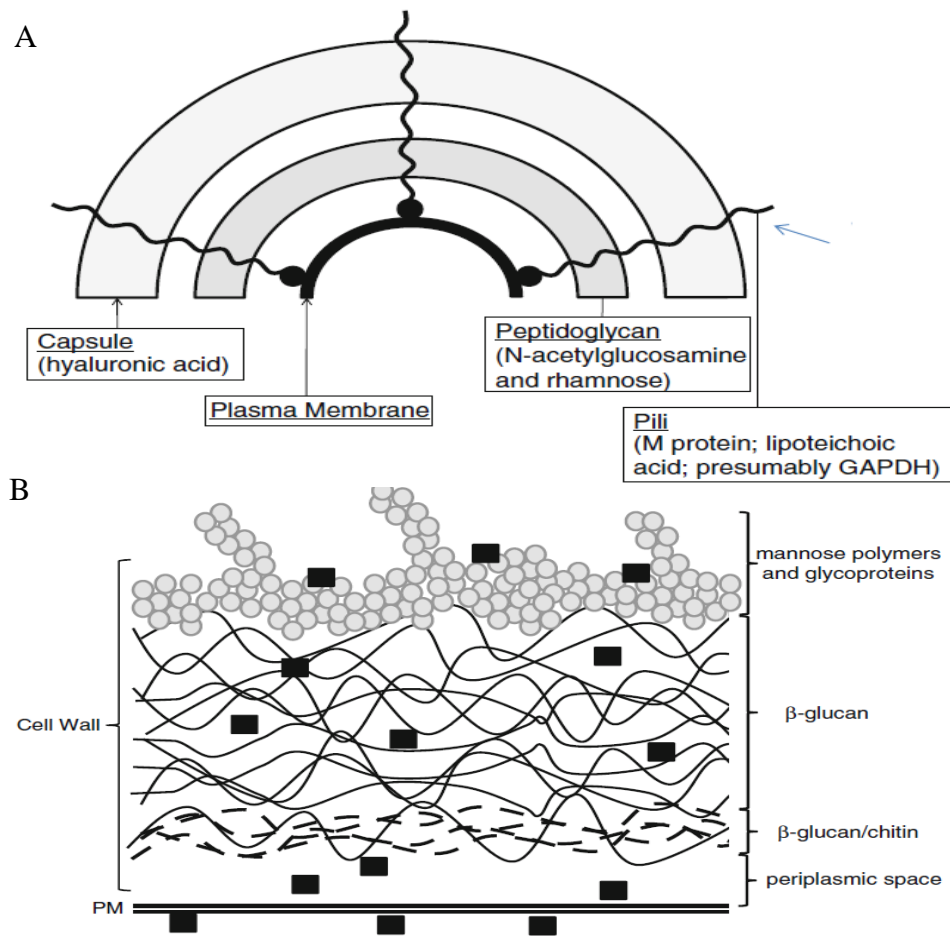 A
Capsule
(hyaluronic acid)
Plasma Membrane
Peptidoglycan
(N-acetylglucosamine
and rhamnose)
Pili
(M protein; lipoteichoic
acid; presumably GAPDH)
B
mannose polymers
and glycoproteins
Cell Wall
β-glucan
β-glucan/chitin
periplasmic space
PM